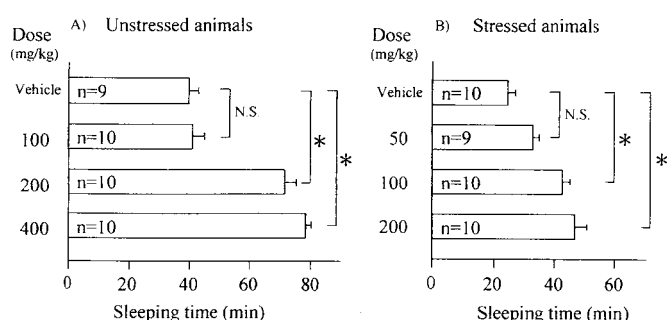 A) Unstressed animals
Dose
(mg/kg)
Vehicle
n=9
N.S.
100
n=10
*
*
200
n=10
400
n=10
0 20 40 60 80
Sleeping time (min)
B) Stressed animals
Dose
(mg/kg)
Vehicle
n=10
N.S.
50
n=9
*
*
100
n=10
200
n=10
0 20 40 60
Sleeping time (min)